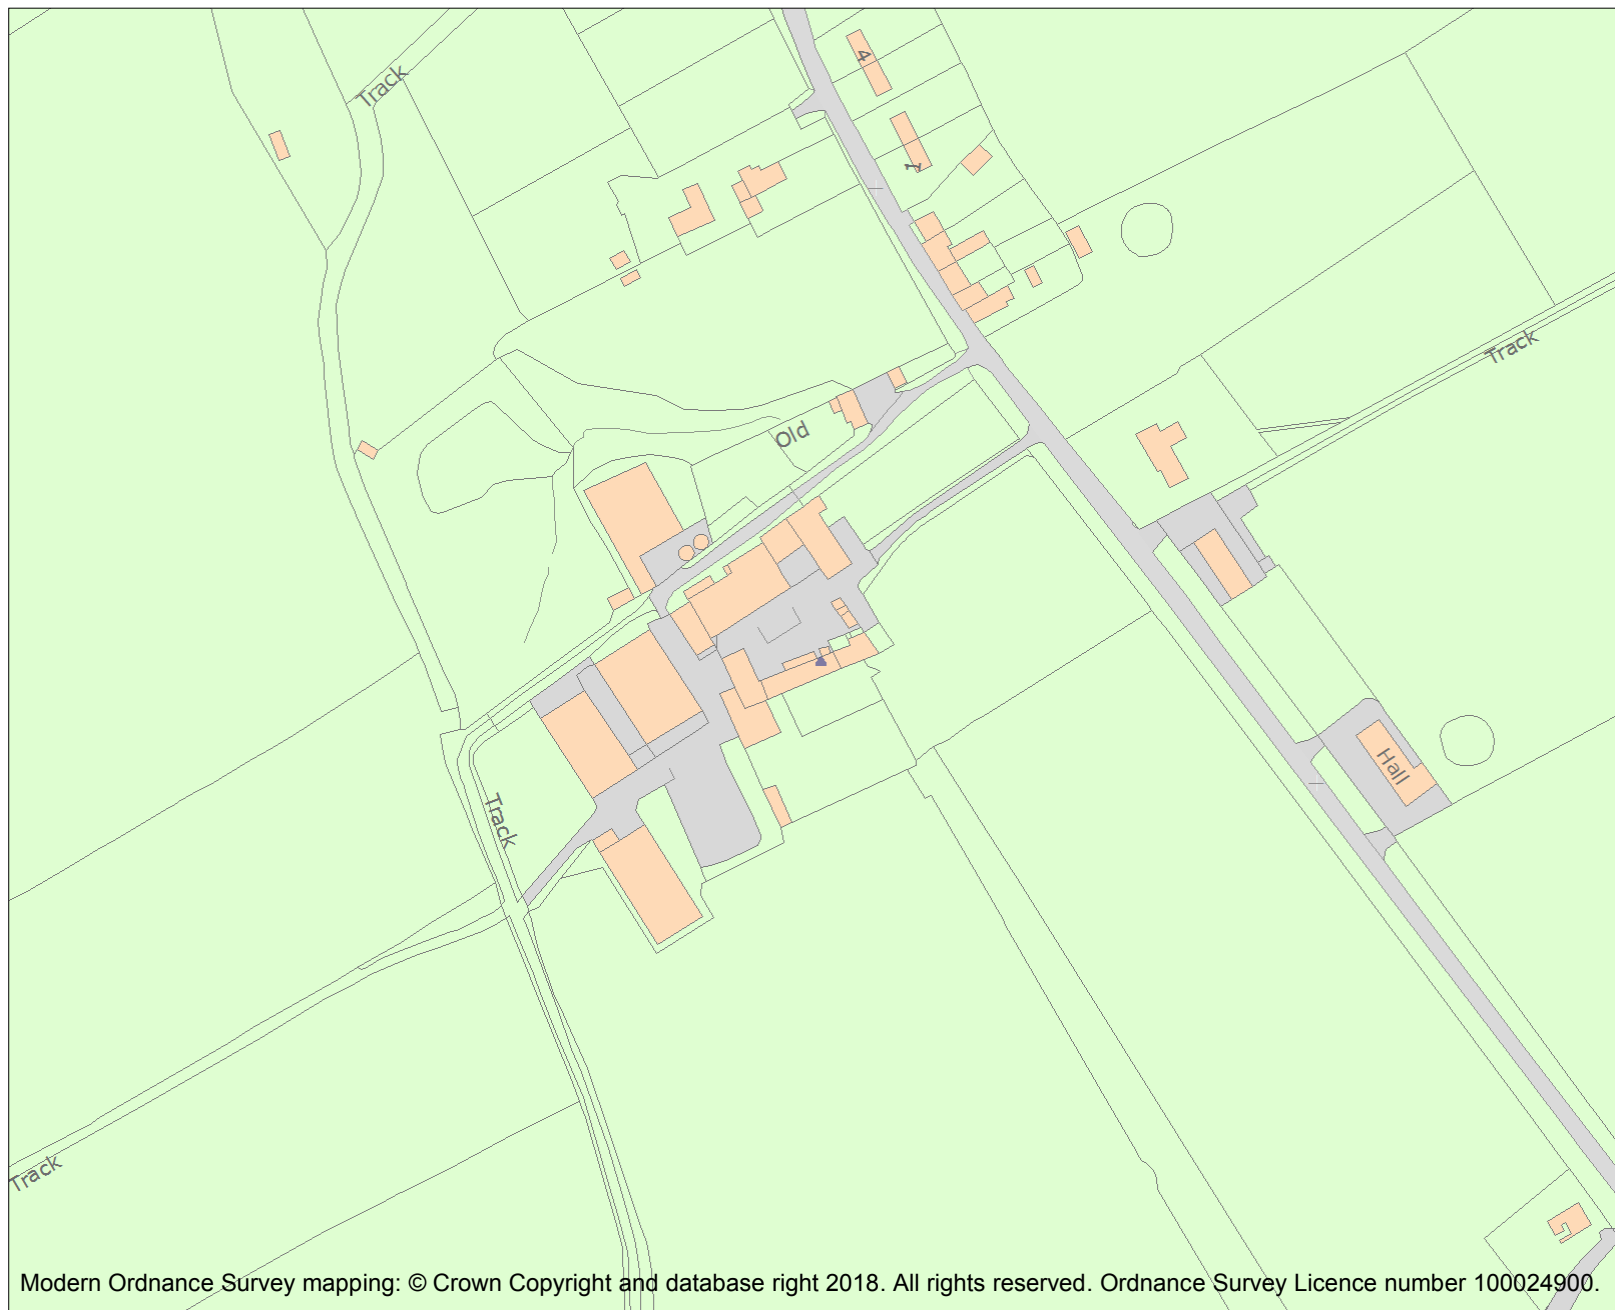 4
Track
1
Track
Old
Hall
Track
Track
Modern Ordnance Survey mapping: © Crown Copyright and database right 2018. All rights reserved. Ordnance Survey Licence number 100024900.